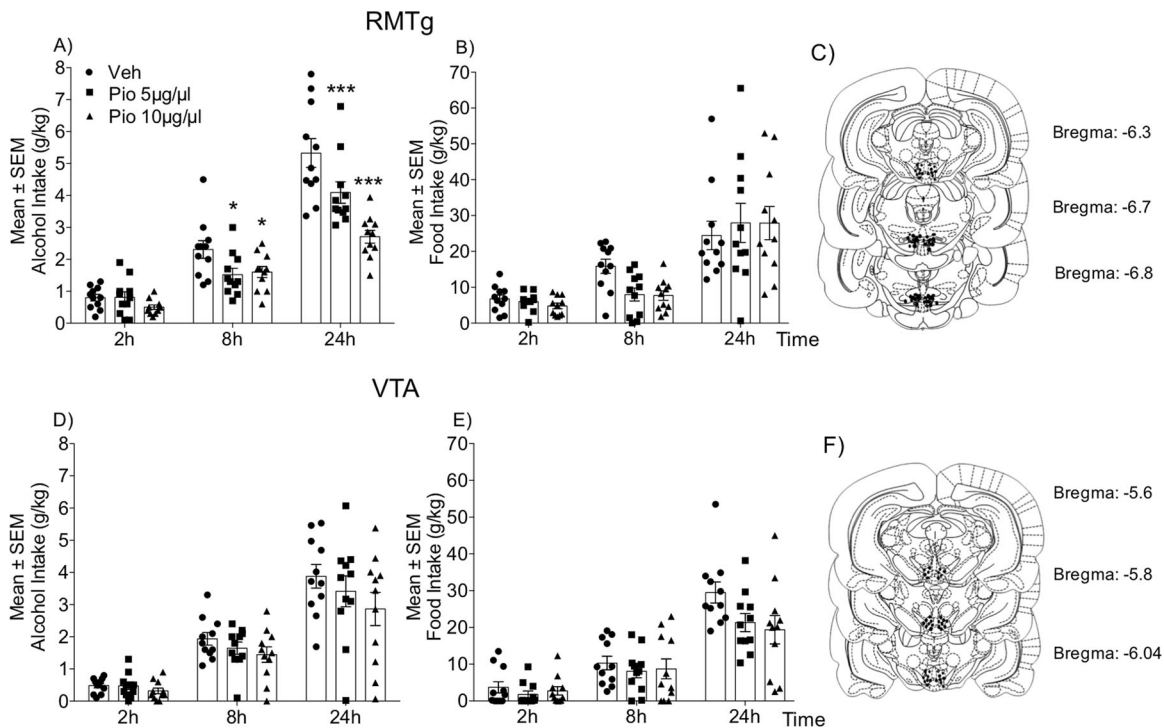 RMTg
A)
Mean ± SEM
Alcohol Intake (g/kg)
8
7
6
5
4
3
2
1
0
Veh
Pio 5µg/µl
Pio 10µg/µl
*
*
***
***
2h
8h
24h
B)
Mean ± SEM
Food Intake (g/kg)
70
60
50
40
30
20
10
0
2h
8h
24h
Time
C)
Bregma: -6.3
Bregma: -6.7
Bregma: -6.8
VTA
D)
Mean ± SEM
Alcohol Intake (g/kg)
8
7
6
5
4
3
2
1
0
2h
8h
24h
E)
Mean ± SEM
Food Intake (g/kg)
70
60
50
40
30
20
10
0
2h
8h
24h
Time
F)
Bregma: -5.6
Bregma: -5.8
Bregma: -6.04